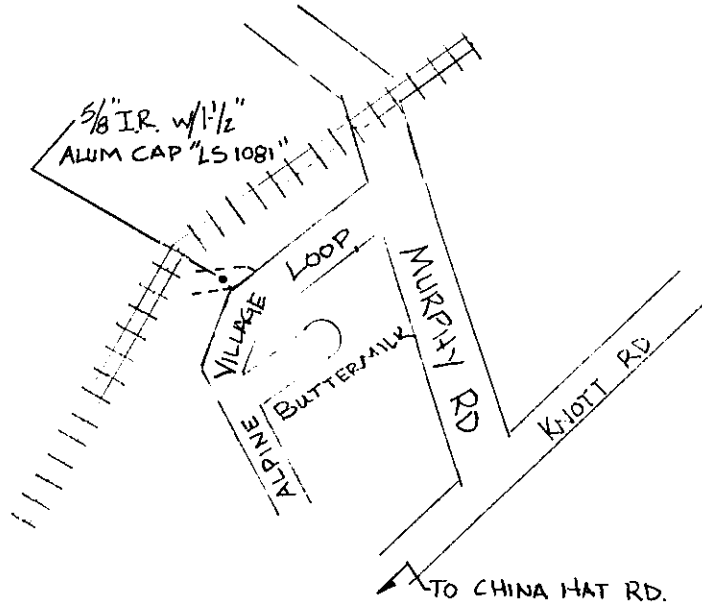 5/8" I.R. W/1-1/2"
ALUM CAP "LS 1081"
VILLAGE LOOP
MURPHY RD
BUTTERMILK
ALPINE
KNOTT RD
TO CHINA HAT RD.